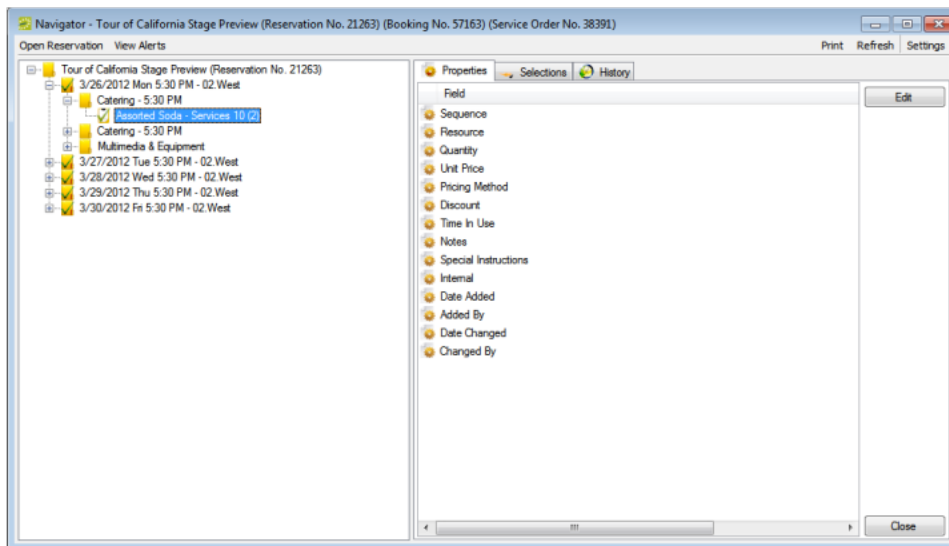 Navigator - Tour of California Stage Preview (Reservation No. 21263) (Booking No. 57163) (Service Order No. 38391)
Open Reservation View Alerts Print Refresh Settings
Tour of California Stage Preview (Reservation No. 21263)
3/26/2012 Mon 5:30 PM - 02.West
Catering - 5:30 PM
Assorted Soda - Services 10 (2)
Catering - 5:30 PM
Multimedia & Equipment
3/27/2012 Tue 5:30 PM - 02.West
3/28/2012 Wed 5:30 PM - 02.West
3/29/2012 Thu 5:30 PM - 02.West
3/30/2012 Fri 5:30 PM - 02.West
Properties Selections History
Field
Edit
Sequence
Resource
Quantity
Unit Price
Pricing Method
Discount
Time In Use
Notes
Special Instructions
Internal
Date Added
Added By
Date Changed
Changed By
Close